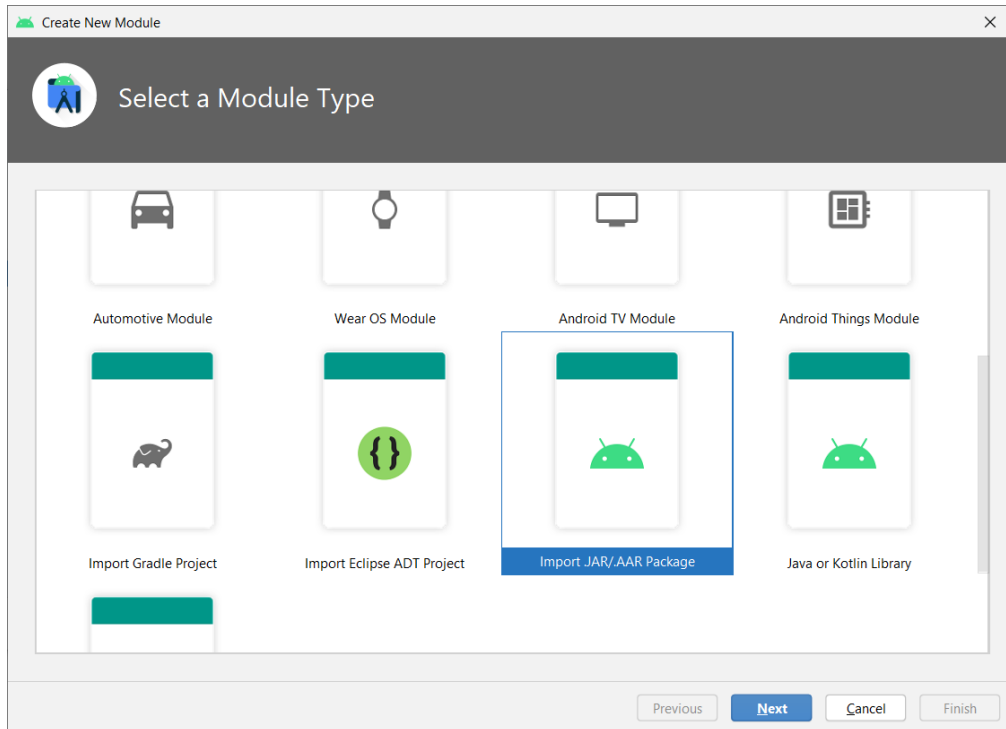 Create New Module
Select a Module Type
Automotive Module
Wear OS Module
Android TV Module
Android Things Module
Import Gradle Project
Import Eclipse ADT Project
Import JAR/.AAR Package
Java or Kotlin Library
Previous
Next
Cancel
Finish